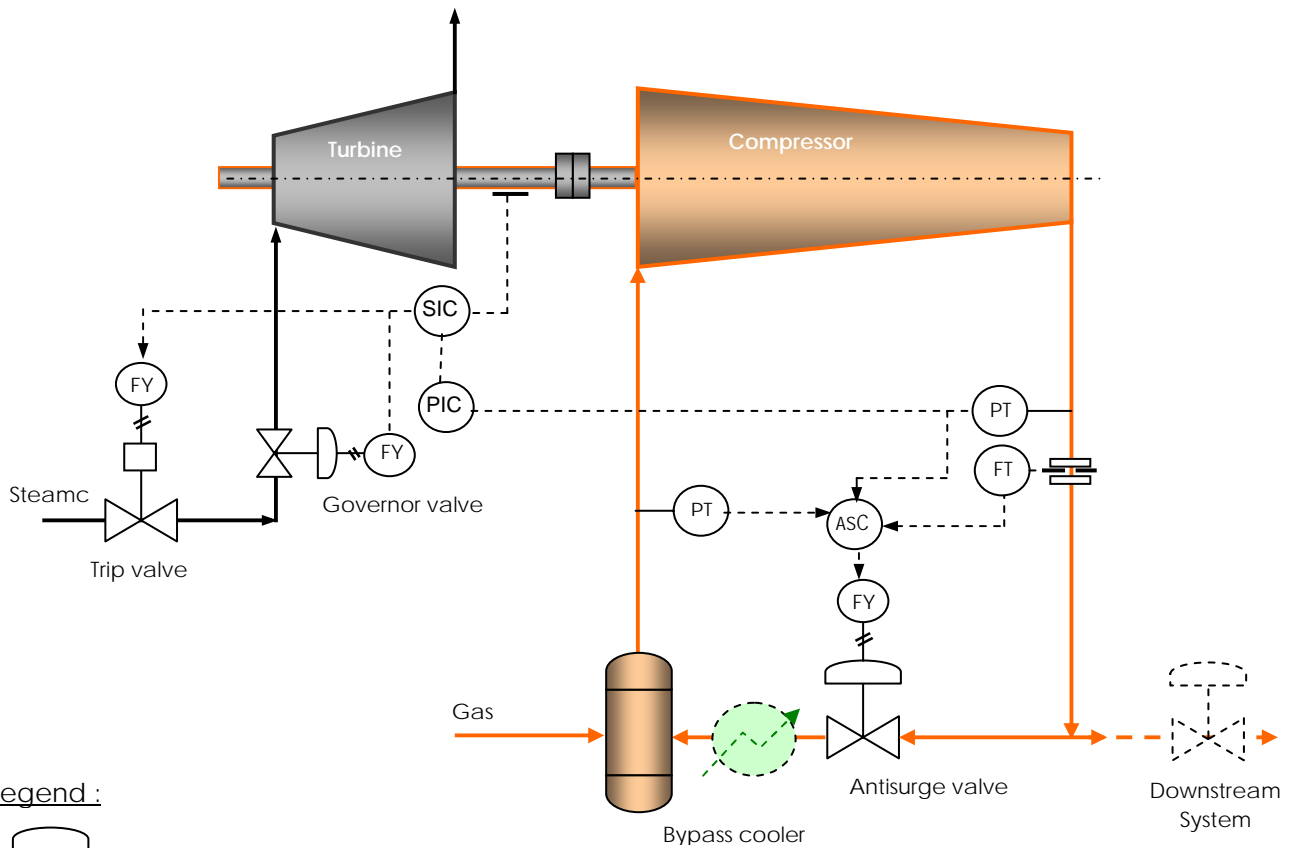 Turbine
Compressor
SIC
FY
PIC
PT
FY
FT
Steamc
Governor valve
PT
ASC
Trip valve
FY
Gas
Antisurge valve
Downstream
System
egend :
Bypass cooler